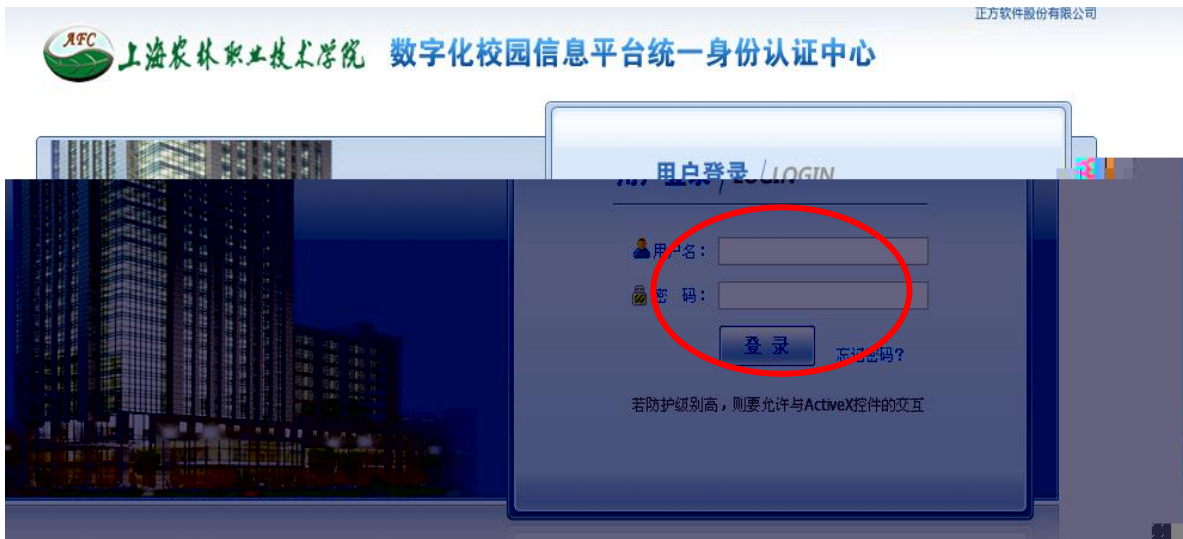 正方软件股份有限公司
AFC 上海农林职业技术学院 数字化校园信息平台统一身份认证中心
用户登录 / LOGIN
用户名：
密 码：
登 录 忘记密码?
若防护级别高，则要允许与ActiveX控件的交互